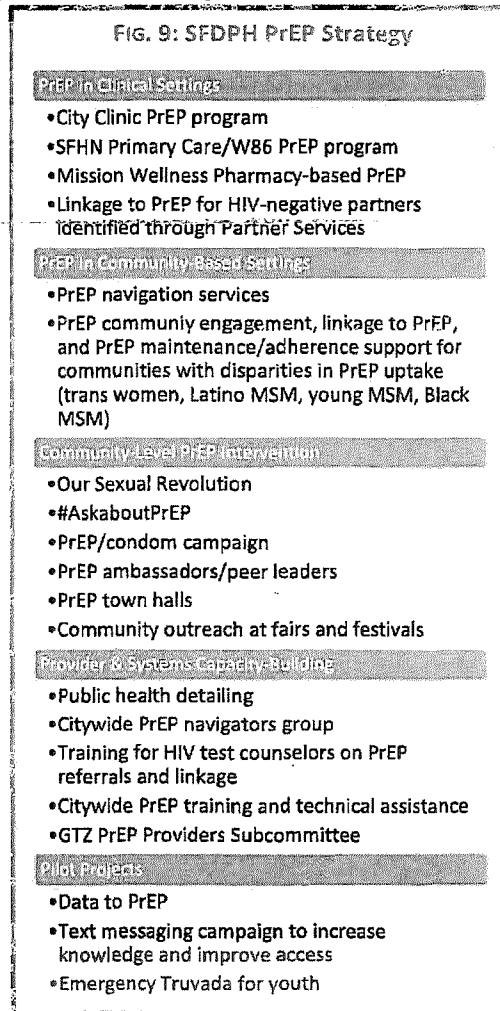 FIG. 9: SFDPH PrEP Strategy
PrEP in Clinical Settings
•City Clinic PrEP program
•SFHN Primary Care/W86 PrEP program
•Mission Wellness Pharmacy-based PrEP
•Linkage to PrEP for HIV-negative partners
identified through Partner Services
PrEP in Community-Based Settings
•PrEP navigation services
•PrEP communiy engagement, linkage to PrEP,
and PrEP maintenance/adherence support for
communities with disparities in PrEP uptake
(trans women, Latino MSM, young MSM, Black
MSM)
Community-Level PrEP Intervention
•Our Sexual Revolution
•#AskaboutPrEP
•PrEP/condom campaign
•PrEP ambassadors/peer leaders
•PrEP town halls
•Community outreach at fairs and festivals
Provider & Systems Capacity-Building
•Public health detailing
•Citywide PrEP navigators group
•Training for HIV test counselors on PrEP
referrals and linkage
•Citywide PrEP training and technical assistance
•GTZ PrEP Providers Subcommittee
Pilot Projects
•Data to PrEP
•Text messaging campaign to increase
knowledge and improve access
•Emergency Truvada for youth